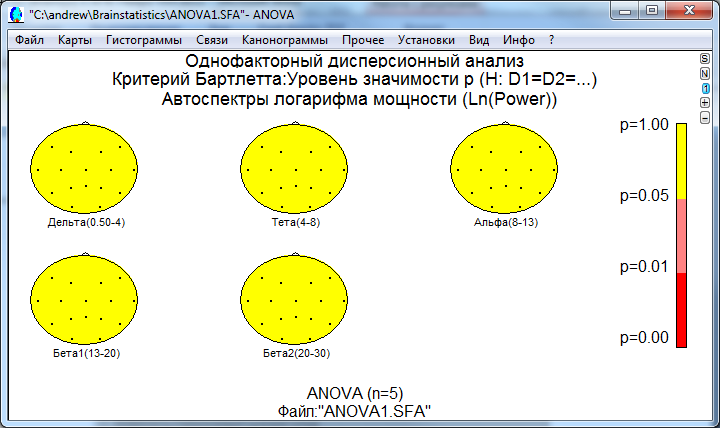 "C:\andrew\Brainstatistics\ANOVA1.SFA"- ANOVA
Файл Карты Гистограммы Связи Канонограммы Прочее Установки Вид Инфо ?
Однофакторный дисперсионный анализ
Критерий Бартлетта:Уровень значимости p (H: D1=D2=...)
Автоспектры логарифма мощности (Ln(Power))
S
N
1
+
−
p=1.00
p=0.05
p=0.01
p=0.00
Дельта(0.50-4) Тета(4-8) Альфа(8-13)
Бета1(13-20) Бета2(20-30)
ANOVA (n=5)
Файл:"ANOVA1.SFA"